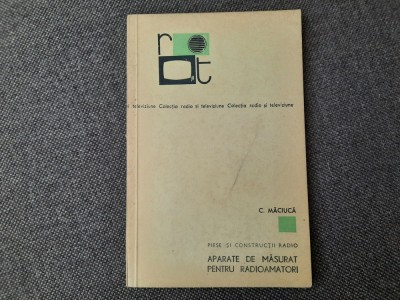 r
t
și televiziune Colecția radio și televiziune Colecția radio și televiziune
C. MĂCIUCĂ
PIESE ȘI CONSTRUCȚII RADIO
APARATE DE MĂSURAT
PENTRU RADIOAMATORI